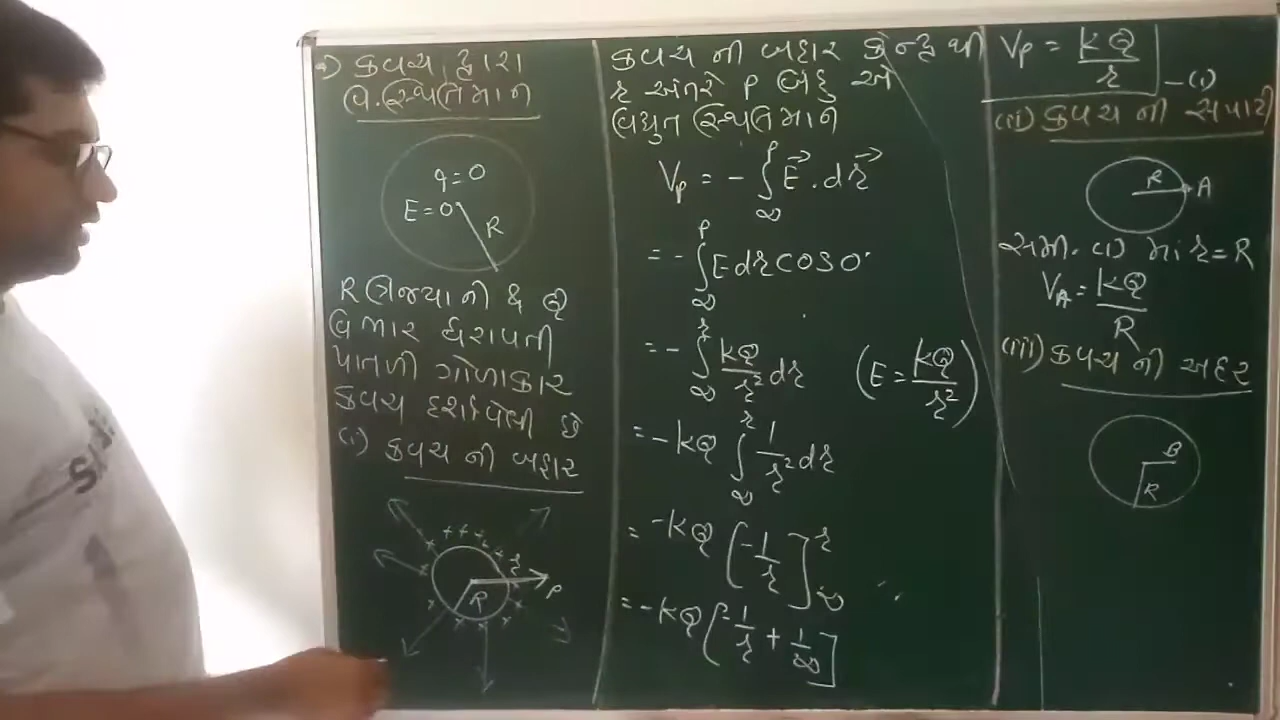 કવચ દ્વારા
વિ.સ્થિતિમાન
q=0
E=0
R
R ત્રિજ્યાની & Q
વિભાર ધરાવતી
પાતળી ગોળાકાર
કવચ દર્શાવેલી છે
(i) કવચ ની બહાર
+ + + + + +
r
R
P
કવચ ની બહાર કેન્દ્ર થી
r અંતરે P બિંદુ એ
વિદ્યુત સ્થિતિમાન
Vp = - ∫_∞^P E⃗ . dr⃗
= - ∫_∞^P E dr cos 0°
= - ∫_∞^r kQ/r² dr (E = kQ/r²)
= - kQ ∫_∞^r 1/r² dr
= - kQ [-1/r]_∞^r
= - kQ [-1/r + 1/∞]
Vp = kQ/r —(i)
(ii) કવચ ની સપાટી
R A
સમી. (i) માં r = R
VA = kQ/R
(iii) કવચ ની અંદર
B
R